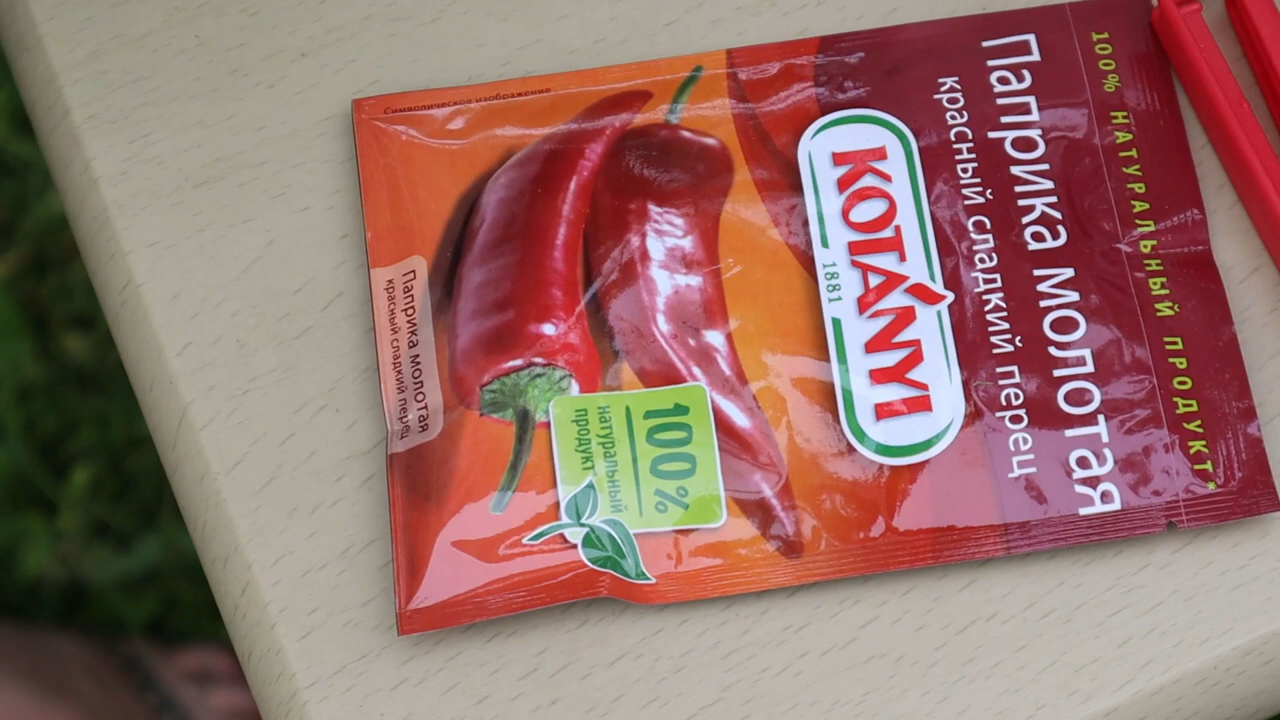 100% НАТУРАЛЬНЫЙ ПРОДУКТ*
Паприка молотая
красный сладкий перец
KOTÁNYI
1881
100%
натуральный
продукт*
Паприка молотая
красный сладкий перец
Символическое изображение